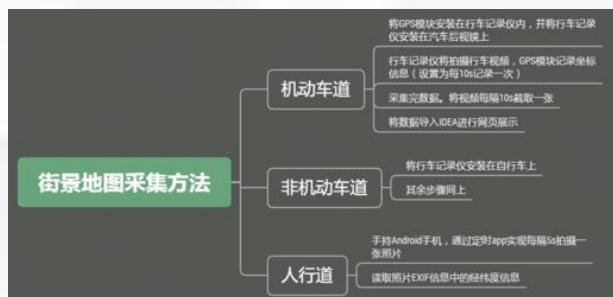 将GPS模块安装在行车记录仪内，并将行车记录
仪安装在汽车后视镜上
行车记录仪将拍摄行车视频，GPS模块记录坐标
信息（设置为每10s记录一次）
机动车道
采集完数据。将视频每隔10s截取一张
将数据导入IDEA进行网页展示
街景地图采集方法
将行车记录仪安装在自行车上
非机动车道
其余步骤同上
手持Android手机，通过定时app实现每隔5s拍摄一
张照片
人行道
读取照片EXIF信息中的经纬度信息